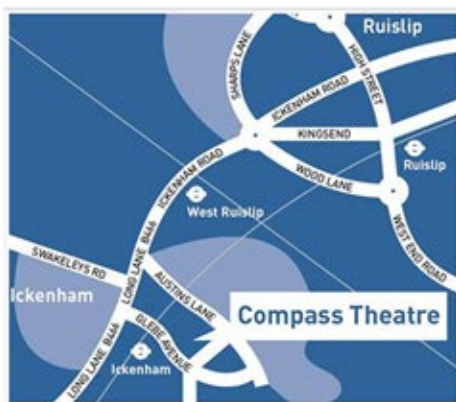 Ruislip
SHARPS LANE
HIGH STREET
ICKENHAM ROAD
KINGSEND
Ruislip
WOOD LANE
ICKENHAM ROAD
West Ruislip
WEST END ROAD
SWAKELEYS RD
LONG LANE B466
AUSTINS LANE
Ickenham
Compass Theatre
GLEBE AVENUE
LONG LANE B466
Ickenham